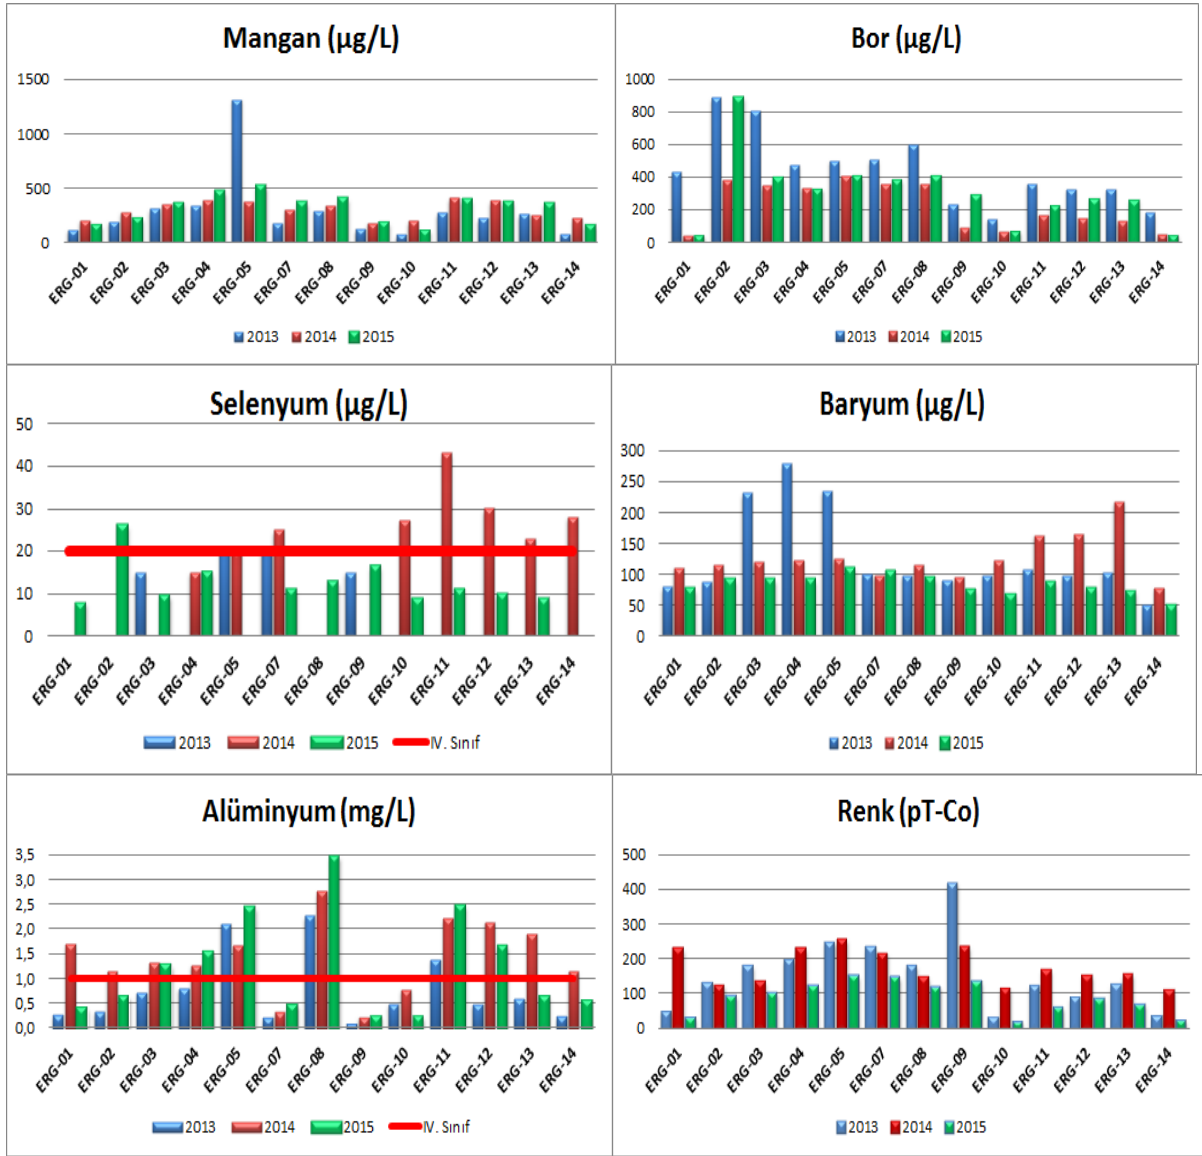 Mangan (µg/L)
1500
1000
500
0
ERG-01 ERG-02 ERG-03 ERG-04 ERG-05 ERG-07 ERG-08 ERG-09 ERG-10 ERG-11 ERG-12 ERG-13 ERG-14
2013 2014 2015
Bor (µg/L)
1000
800
600
400
200
0
ERG-01 ERG-02 ERG-03 ERG-04 ERG-05 ERG-07 ERG-08 ERG-09 ERG-10 ERG-11 ERG-12 ERG-13 ERG-14
2013 2014 2015
Selenyum (µg/L)
50
40
30
20
10
0
ERG-01 ERG-02 ERG-03 ERG-04 ERG-05 ERG-07 ERG-08 ERG-09 ERG-10 ERG-11 ERG-12 ERG-13 ERG-14
2013 2014 2015 IV. Sınıf
Baryum (µg/L)
300
250
200
150
100
50
0
ERG-01 ERG-02 ERG-03 ERG-04 ERG-05 ERG-07 ERG-08 ERG-09 ERG-10 ERG-11 ERG-12 ERG-13 ERG-14
2013 2014 2015
Alüminyum (mg/L)
3,5
3,0
2,5
2,0
1,5
1,0
0,5
0,0
ERG-01 ERG-02 ERG-03 ERG-04 ERG-05 ERG-07 ERG-08 ERG-09 ERG-10 ERG-11 ERG-12 ERG-13 ERG-14
2013 2014 2015 IV. Sınıf
Renk (pT-Co)
500
400
300
200
100
0
ERG-01 ERG-02 ERG-03 ERG-04 ERG-05 ERG-07 ERG-08 ERG-09 ERG-10 ERG-11 ERG-12 ERG-13 ERG-14
2013 2014 2015